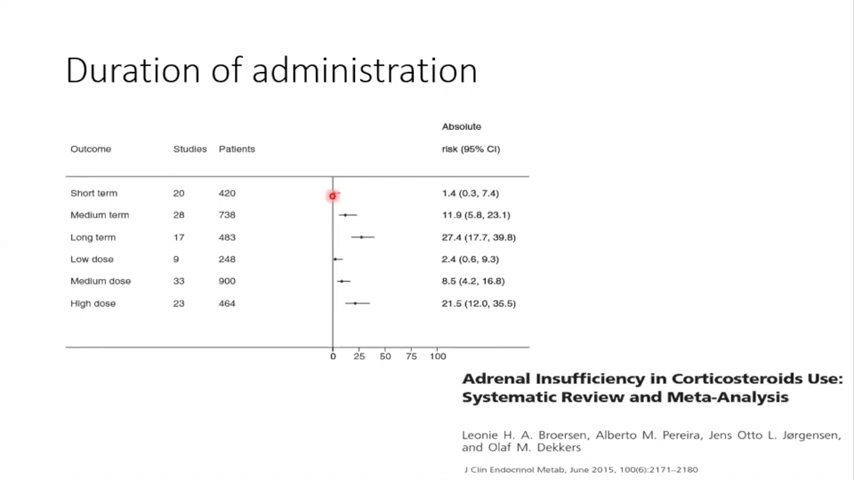 Duration of administration
Absolute
Outcome Studies Patients risk (95% CI)
Short term 20 420 1.4 (0.3, 7.4)
Medium term 28 738 11.9 (5.8, 23.1)
Long term 17 483 27.4 (17.7, 39.8)
Low dose 9 248 2.4 (0.6, 9.3)
Medium dose 33 900 8.5 (4.2, 16.8)
High dose 23 464 21.5 (12.0, 35.5)
0 25 50 75 100
Adrenal Insufficiency in Corticosteroids Use:
Systematic Review and Meta-Analysis
Leonie H. A. Broersen, Alberto M. Pereira, Jens Otto L. Jørgensen,
and Olaf M. Dekkers
J Clin Endocrinol Metab, June 2015, 100(6):2171–2180